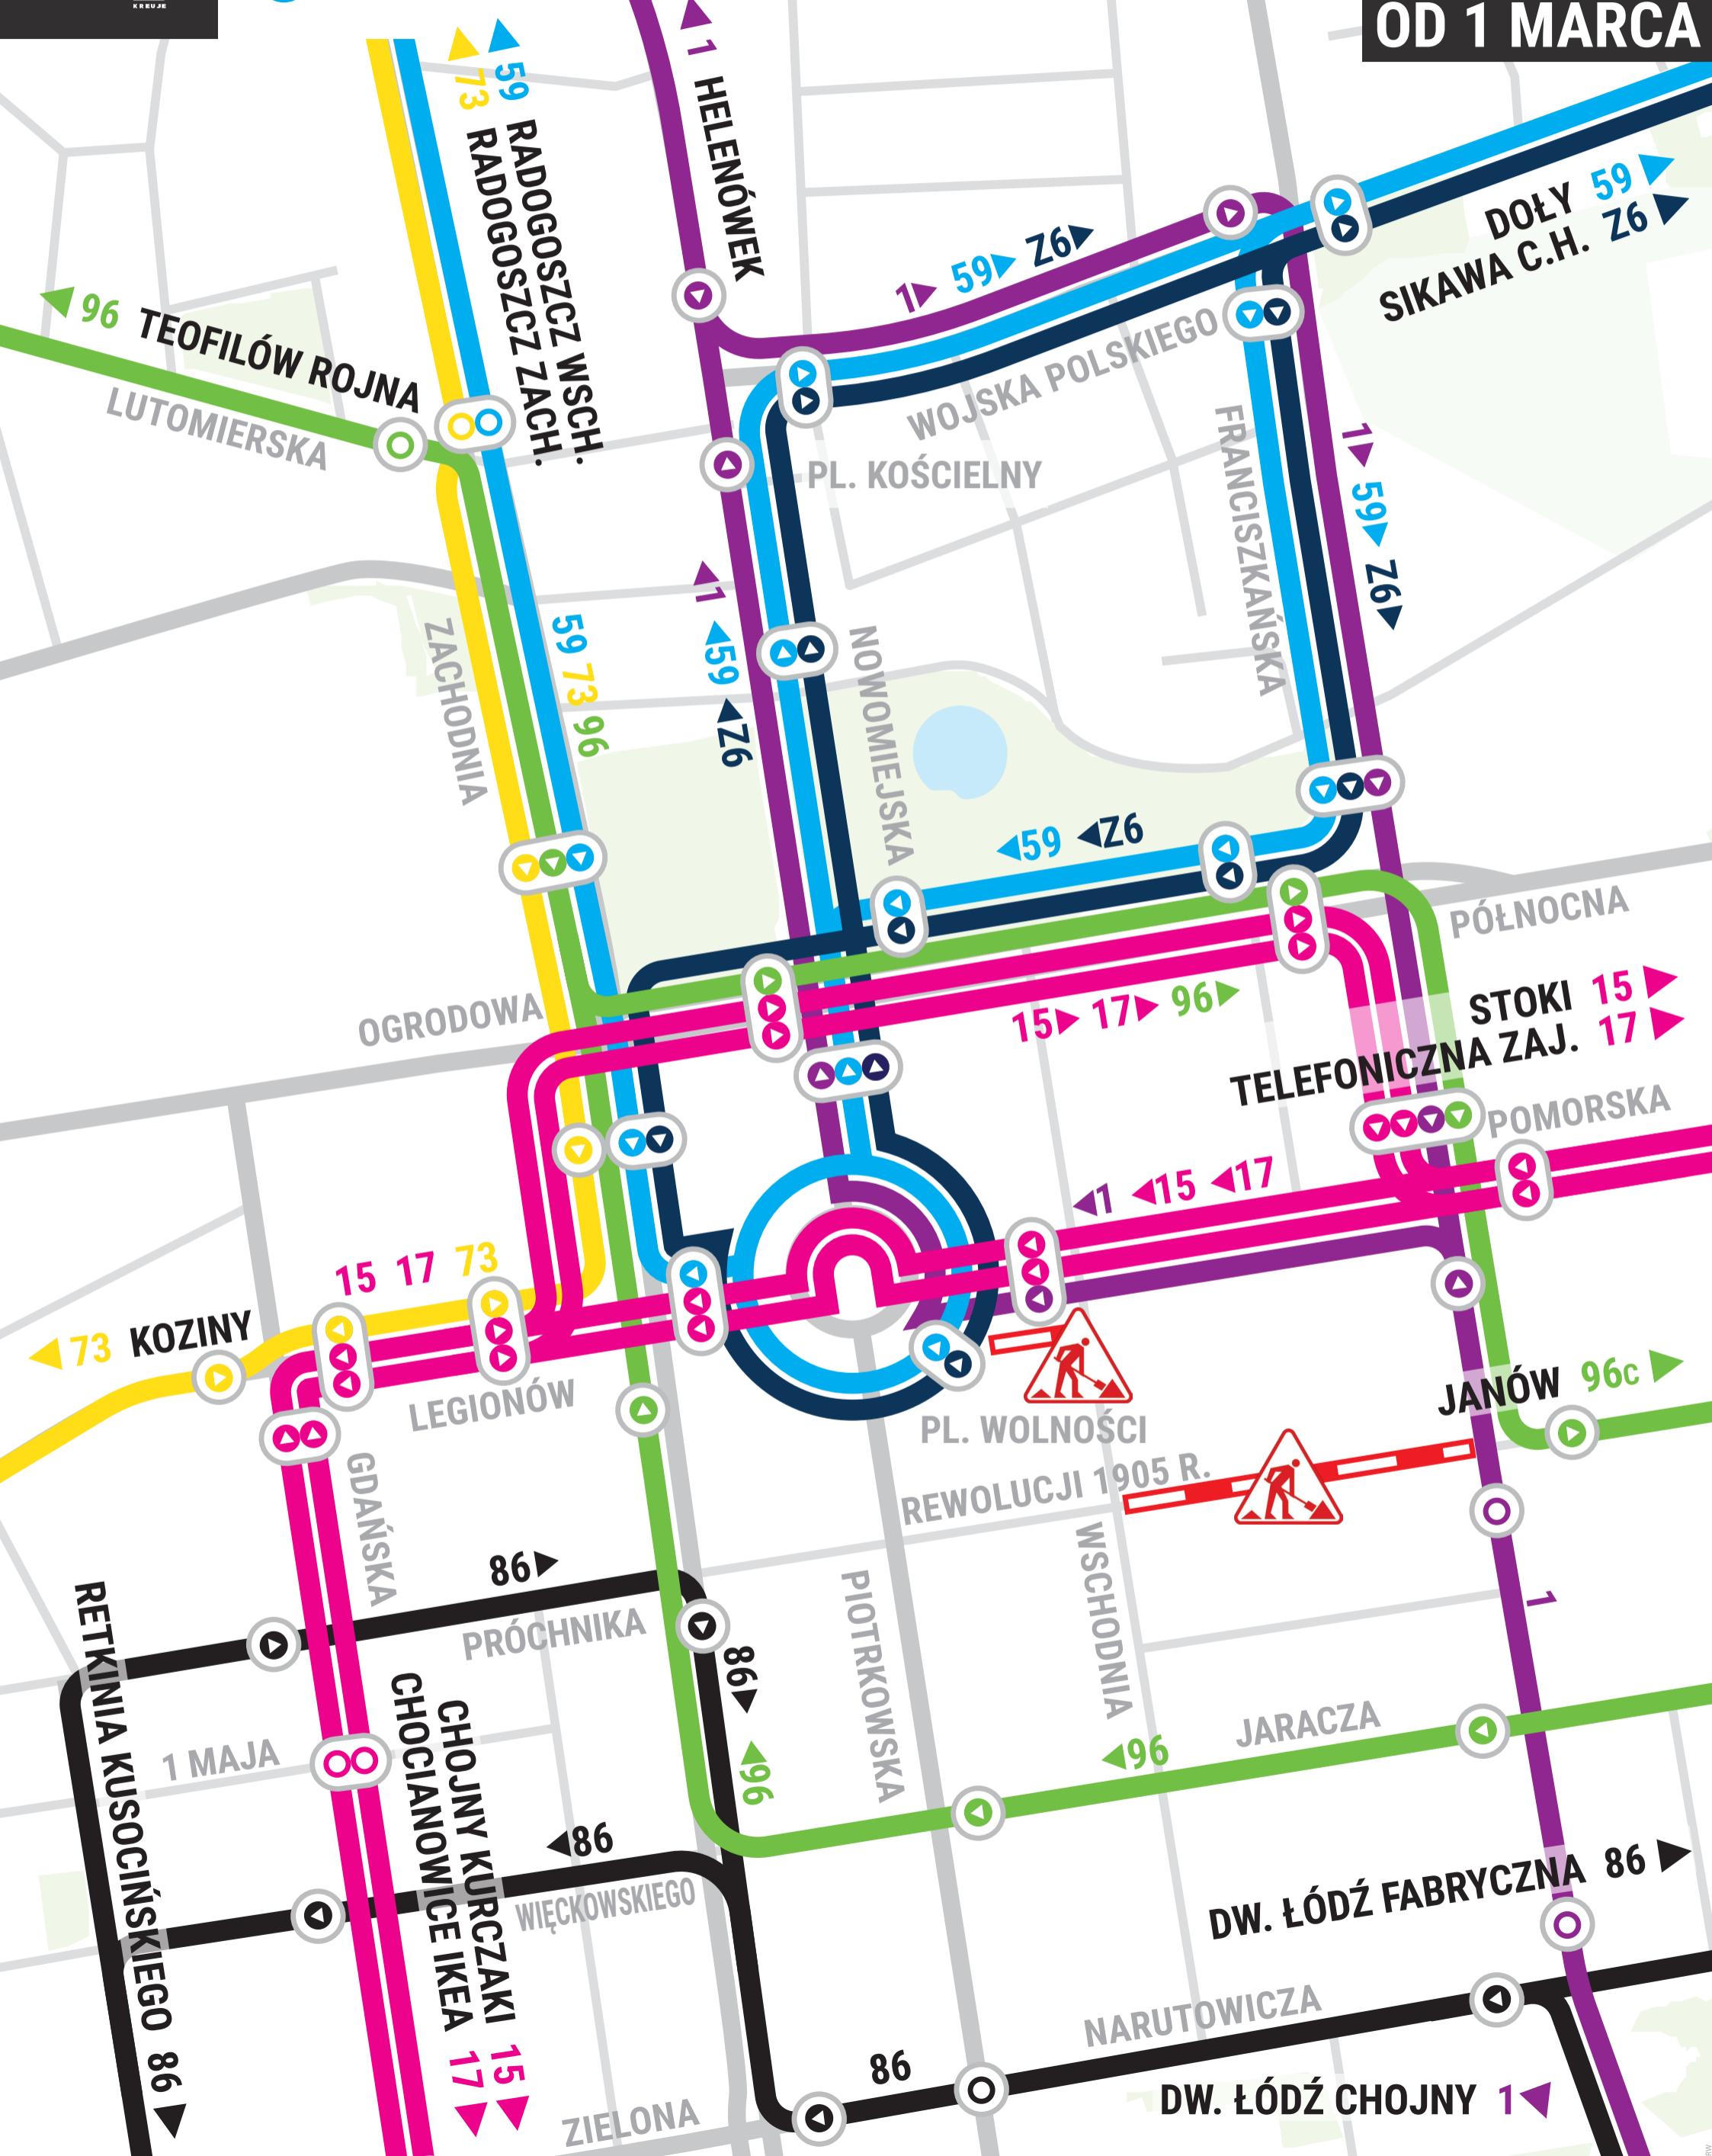 KREUJE
OD 1 MARCA
73
59
RADOGOSZCZ WSCH.
RADOGOSZCZ ZACH.
1 HELENÓWEK
DOŁY 59
SIKAWA C.H. Z6
1 59 Z6
96 TEOFILÓW ROJNA
LUTOMIERSKA
WOJSKA POLSKIEGO
PL. KOŚCIELNY
FRANCISZKAŃSKA
1 59 Z6
1
59
Z6
ZACHODNIA
59 73 96
NOWOMIEJSKA
59 Z6
PÓŁNOCNA
OGRODOWA
15 17 96
STOKI 15
TELEFONICZNA ZAJ. 17
POMORSKA
1 15 17
15 17 73
73 KOZINY
LEGIONÓW
JANÓW 96c
PL. WOLNOŚCI
REWOLUCJI 1905 R.
GDAŃSKA
WSCHODNIA
86
PRÓCHNIKA
PIOTRKOWSKA
1
86
RETKINIA KUSOCIŃSKIEGO 86
CHOJNY KURCZAKI 15
CHOCIANOWICE IKEA 17
1 MAJA
JARACZA
96
96
86
WIĘCKOWSKIEGO
DW. ŁÓDŹ FABRYCZNA 86
NARUTOWICZA
86
ZIELONA
DW. ŁÓDŹ CHOJNY 1